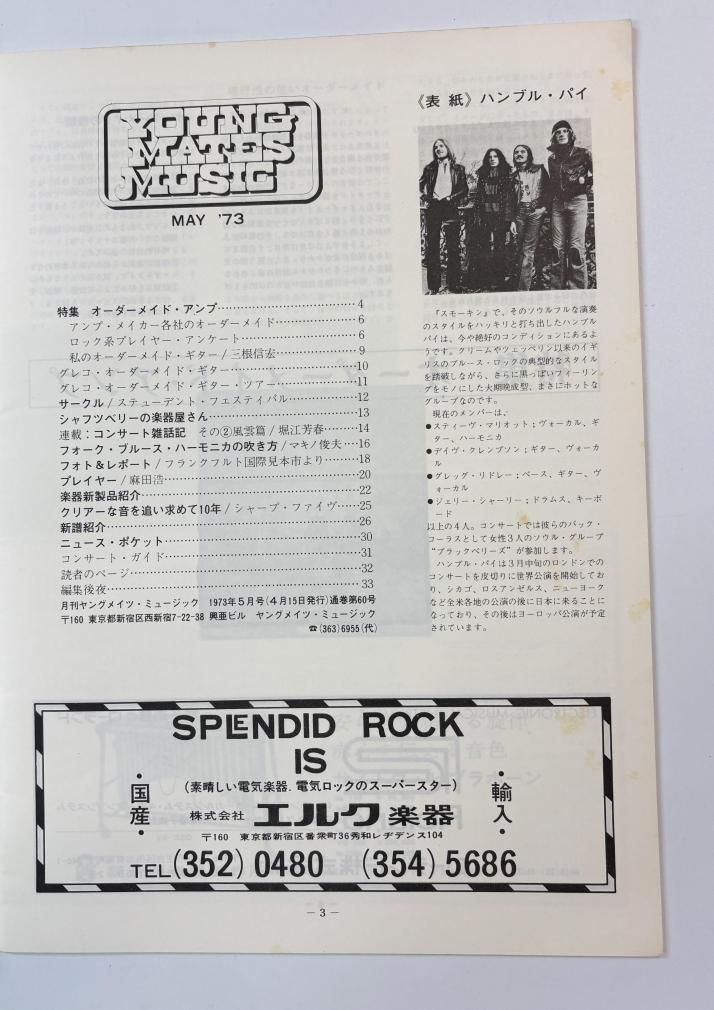 YOUNG
MATES
MUSIC
MAY '73
特集 オーダーメイド・アンプ……………………………4
アンプ・メイカー各社のオーダーメイド………………6
ロック系プレイヤー・アンケート………………………6
私のオーダーメイド・ギター/三根信宏………………9
グレコ・オーダーメイド・ギター………………………10
グレコ・オーダーメイド・ギター・ツアー……………11
サークル/ステューデント・フェスティバル…………12
シャフツベリーの楽器屋さん……………………………13
連載:コンサート雑話記 その②風雲篇/堀江芳春………14
フォーク・ブルース・ハーモニカの吹き方/マキノ俊夫…16
フォト&レポート/フランクフルト国際見本市より………18
プレイヤー/麻田浩…………………………………………20
楽器新製品紹介……………………………………………22
クリアーな音を追い求めて10年/シャープ・ファイヴ……25
新譜紹介……………………………………………………26
ニュース・ポケット………………………………………30
コンサート・ガイド………………………………………31
読者のページ………………………………………………32
編集後夜……………………………………………………33
月刊ヤングメイツ・ミュージック 1973年5月号(4月15日発行)通巻第60号
〒160 東京都新宿区西新宿7-22-38 興亜ビル ヤングメイツ・ミュージック
☎(363)6955(代)
《表 紙》ハンブル・パイ
『スモーキン』で、そのソウルフルな演奏
のスタイルをハッキリと打ち出したハンブル
パイは、今や絶好のコンディションにあるよ
うです。クリームやツェッペリン以来のイギ
リスのブルース・ロックの典型的なスタイル
を踏破しながら、さらに黒っぽいフィーリン
グをモノにした大期晩成型、まさにホットな
グループなのです。
現在のメンバーは、
●スティーヴ・マリオット;ヴォーカル、ギ
ター、ハーモニカ
●デイヴ・クレンプソン;ギター、ヴォーカ
ル
●グレッグ・リドレー;ベース、ギター、ヴ
ォーカル
●ジェリー・シャーリー;ドラムス、キーボ
ード
以上の4人。コンサートでは彼らのバック・
コーラスとして女性3人のソウル・グループ
"ブラックベリーズ"が参加します。
ハンブル・パイは3月中旬のロンドンでの
コンサートを皮切りに世界公演を開始してお
り、シカゴ、ロスアンゼルス、ニューヨーク
など全米各地の公演の後に日本に来ることに
なっており、その後はヨーロッパ公演が予定
されています。
SPLENDID ROCK
IS
(素晴しい電気楽器.電気ロックのスーパースター)
・国産・
株式会社 エルク楽器
・輸入・
〒160 東京都新宿区番衆町36秀和レヂデンス104
TEL(352)0480 (354)5686
— 3 —